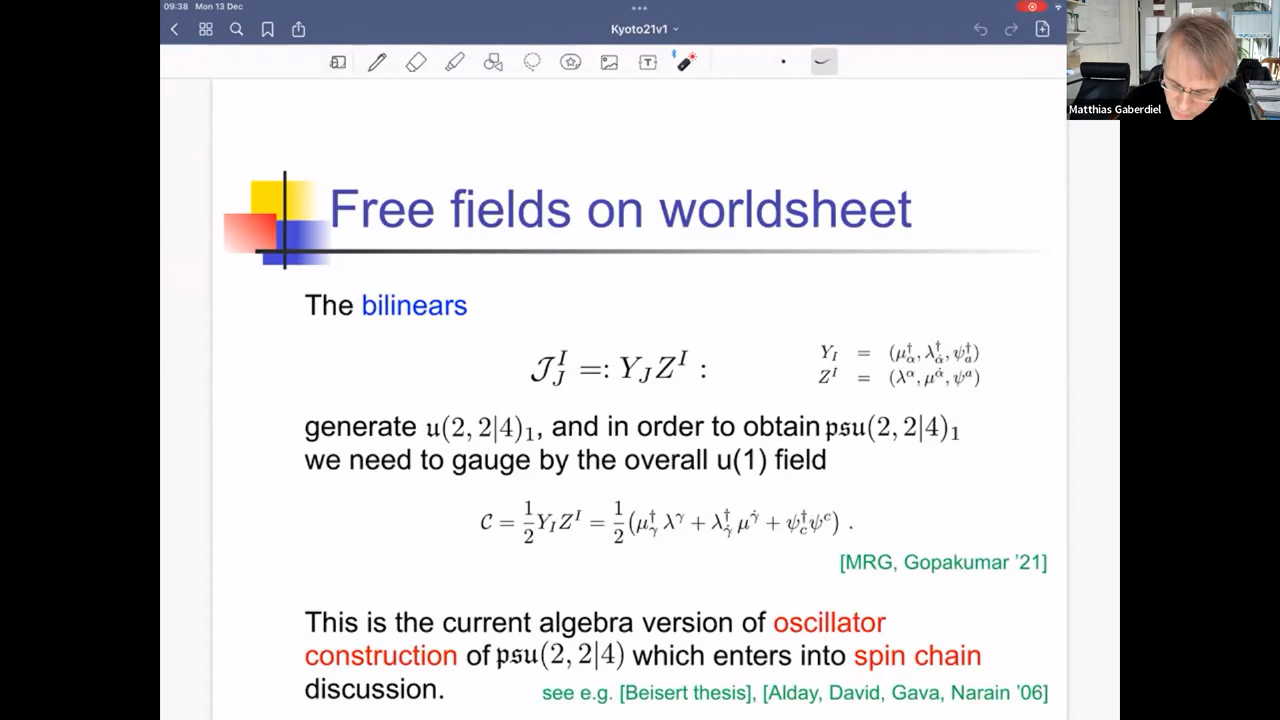 09:38 Mon 13 Dec
Kyoto21v1
Matthias Gaberdiel
Free fields on worldsheet
The bilinears
𝒥^I_J =: Y_J Z^I :
Y_I = (μ^†_α, λ^†_α̇, ψ^†_a)
Z^I = (λ^α, μ^α̇, ψ^a)
generate 𝔲(2, 2|4)₁, and in order to obtain 𝔭𝔰𝔲(2, 2|4)₁
we need to gauge by the overall u(1) field
𝒞 = 1/2 Y_I Z^I = 1/2 (μ^†_γ λ^γ + λ^†_γ̇ μ^γ̇ + ψ^†_c ψ^c) .
[MRG, Gopakumar '21]
This is the current algebra version of oscillator
construction of 𝔭𝔰𝔲(2, 2|4) which enters into spin chain
discussion. see e.g. [Beisert thesis], [Alday, David, Gava, Narain '06]